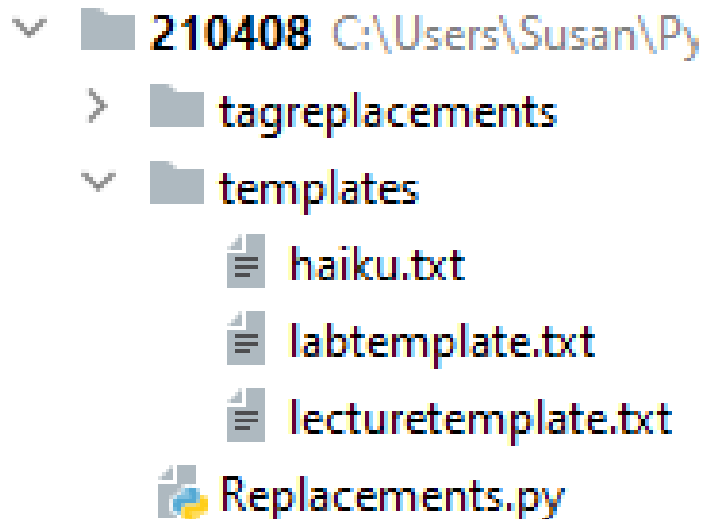 210408 C:\Users\Susan\Py
tagreplacements
templates
haiku.txt
labtemplate.txt
lecturetemplate.txt
Replacements.py